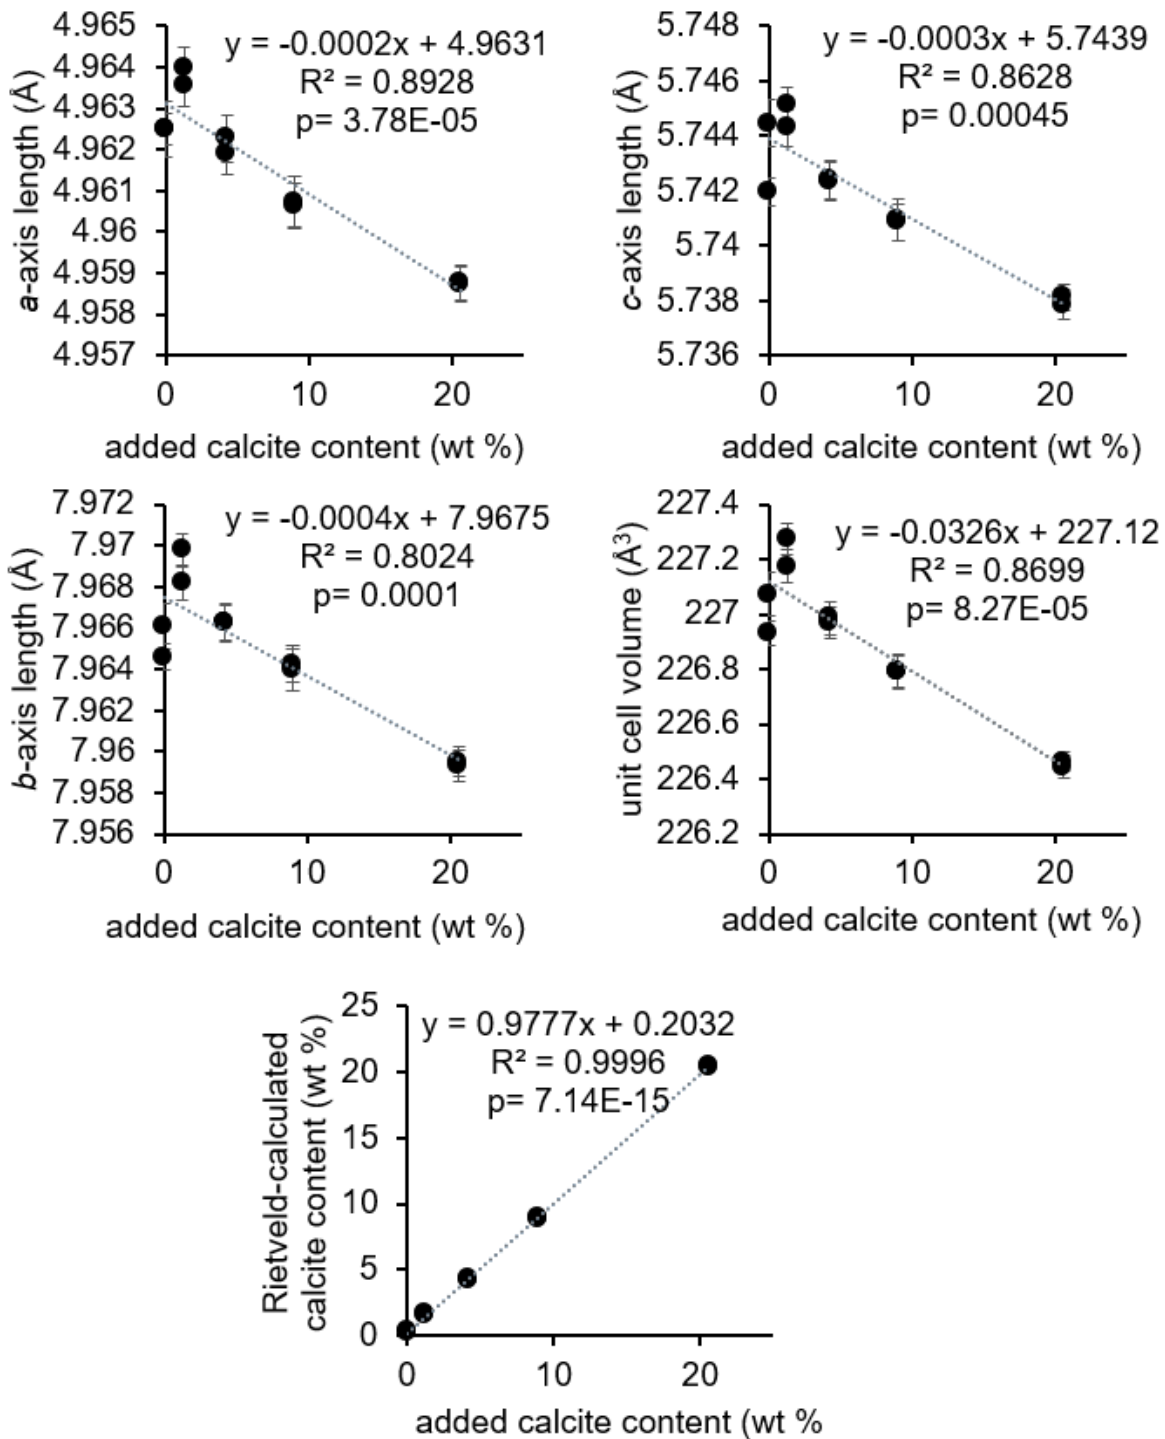 a-axis length (Å)
4.965
4.964
4.963
4.962
4.961
4.96
4.959
4.958
4.957
y = -0.0002x + 4.9631
R² = 0.8928
p= 3.78E-05
0 10 20
added calcite content (wt %)
c-axis length (Å)
5.748
5.746
5.744
5.742
5.74
5.738
5.736
y = -0.0003x + 5.7439
R² = 0.8628
p= 0.00045
0 10 20
added calcite content (wt %)
b-axis length (Å)
7.972
7.97
7.968
7.966
7.964
7.962
7.96
7.958
7.956
y = -0.0004x + 7.9675
R² = 0.8024
p= 0.0001
0 10 20
added calcite content (wt %)
unit cell volume (Å³)
227.4
227.2
227
226.8
226.6
226.4
226.2
y = -0.0326x + 227.12
R² = 0.8699
p= 8.27E-05
0 10 20
added calcite content (wt %)
Rietveld-calculated
calcite content (wt %)
25
20
15
10
5
0
y = 0.9777x + 0.2032
R² = 0.9996
p= 7.14E-15
0 10 20
added calcite content (wt %